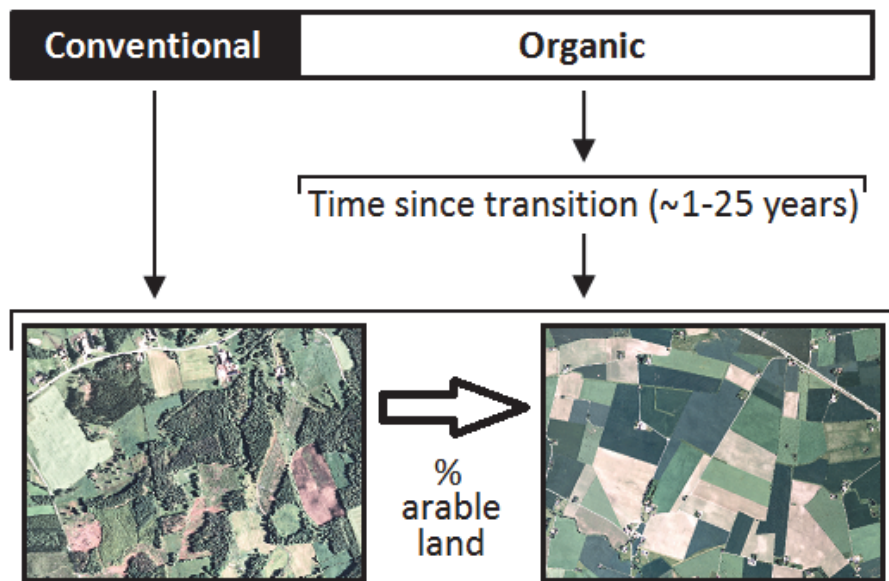 Conventional
Organic
Time since transition (~1-25 years)
%
arable
land